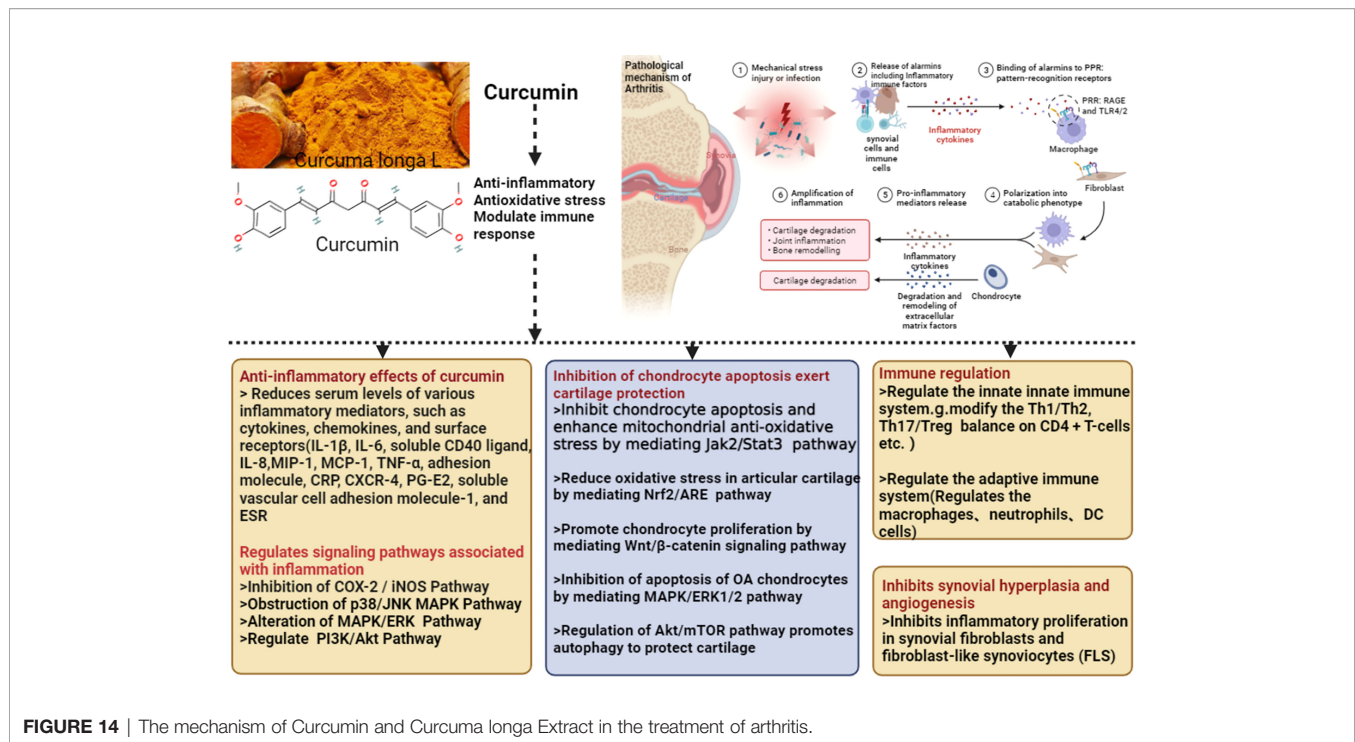 Curcuma longa L
Curcumin
Curcumin
Anti-inflammatory
Antioxidative stress
Modulate immune
response
Pathological
mechanism of
Arthritis
Synovia
Cartilage
Bone
1 Mechanical stress
injury or infection
2 Release of alarmins
including Inflammatory
immune factors
synovial
cells and
immune
cells
Inflammatory
cytokines
3 Binding of alarmins to PPR:
pattern-recognition receptors
PRR: RAGE
and TLR4/2
Macrophage
Fibroblast
4 Polarization into
catabolic phenotype
5 Pro-inflammatory
mediators release
6 Amplification of
inflammation
• Cartilage degradation
• Joint inflammation
• Bone remodelling
Inflammatory
cytokines
Cartilage degradation
Chondrocyte
Degradation and
remodeling of
extracellular
matrix factors
Anti-inflammatory effects of curcumin
> Reduces serum levels of various
inflammatory mediators, such as
cytokines, chemokines, and surface
receptors(IL-1β, IL-6, soluble CD40 ligand,
IL-8,MIP-1, MCP-1, TNF-α, adhesion
molecule, CRP, CXCR-4, PG-E2, soluble
vascular cell adhesion molecule-1, and
ESR
Regulates signaling pathways associated
with inflammation
>Inhibition of COX-2 / iNOS Pathway
>Obstruction of p38/JNK MAPK Pathway
>Alteration of MAPK/ERK Pathway
>Regulate PI3K/Akt Pathway
Inhibition of chondrocyte apoptosis exert
cartilage protection
>Inhibit chondrocyte apoptosis and
enhance mitochondrial anti-oxidative
stress by mediating Jak2/Stat3 pathway
>Reduce oxidative stress in articular cartilage
by mediating Nrf2/ARE pathway
>Promote chondrocyte proliferation by
mediating Wnt/β-catenin signaling pathway
>Inhibition of apoptosis of OA chondrocytes
by mediating MAPK/ERK1/2 pathway
>Regulation of Akt/mTOR pathway promotes
autophagy to protect cartilage
Immune regulation
>Regulate the innate innate immune
system.g.modify the Th1/Th2,
Th17/Treg balance on CD4 + T-cells
etc. )
>Regulate the adaptive immune
system(Regulates the
macrophages、neutrophils、DC
cells)
Inhibits synovial hyperplasia and
angiogenesis
>Inhibits inflammatory proliferation
in synovial fibroblasts and
fibroblast-like synoviocytes (FLS)
FIGURE 14 | The mechanism of Curcumin and Curcuma longa Extract in the treatment of arthritis.